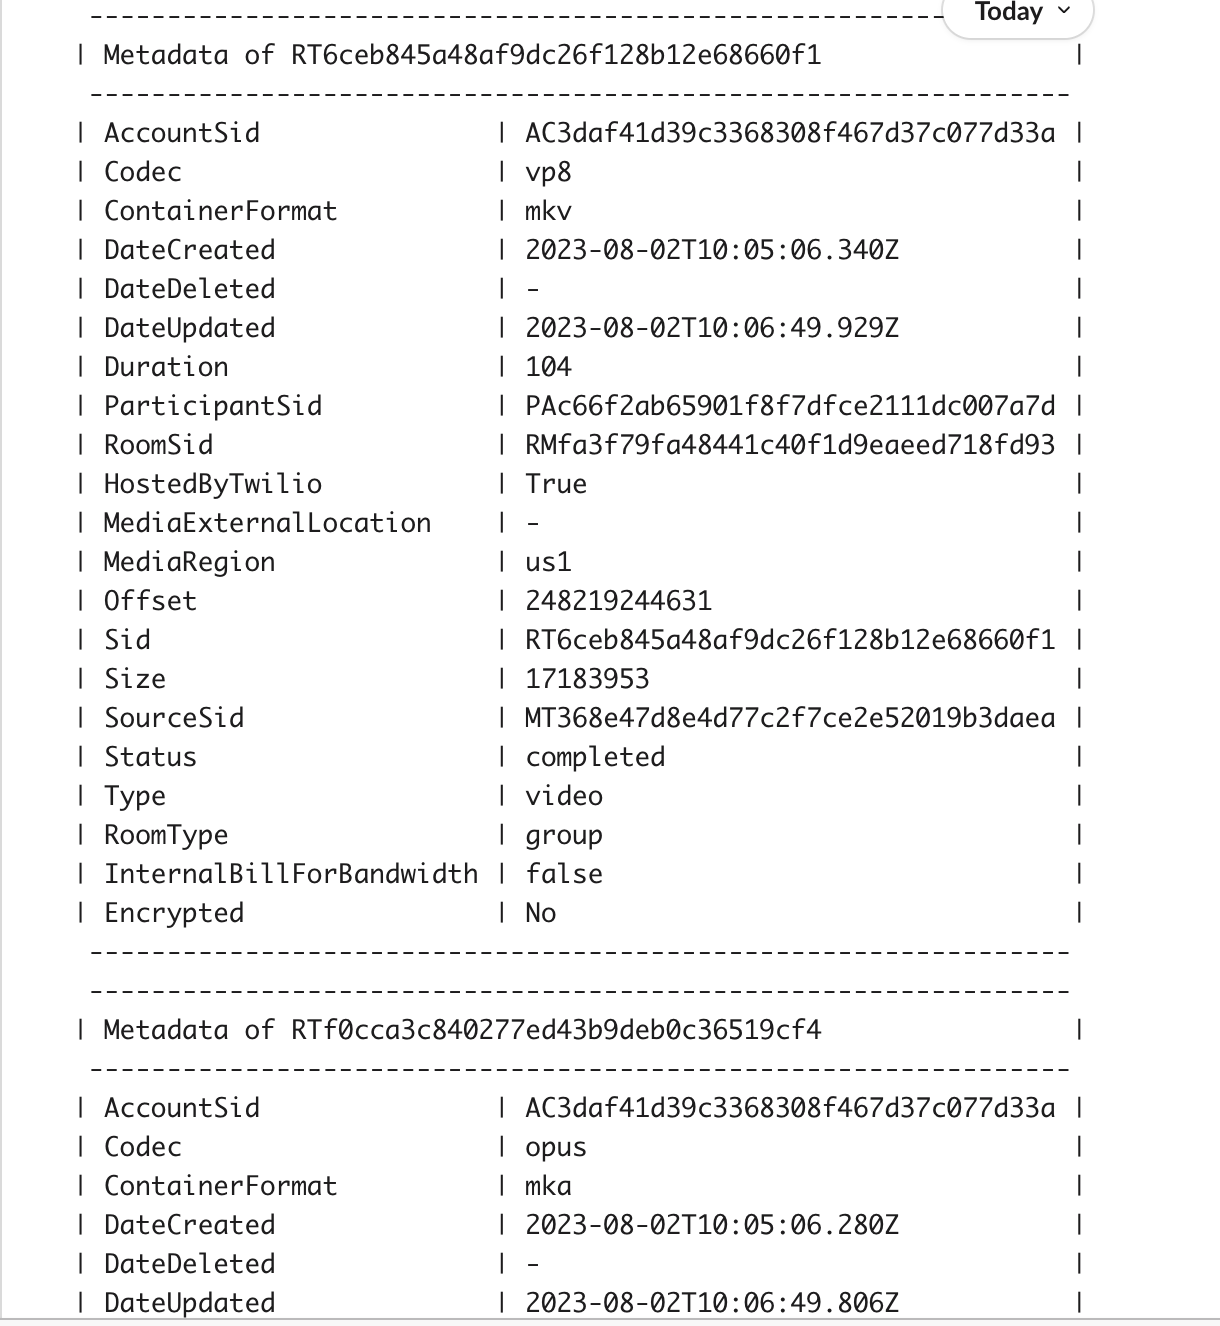 ---------------------------------------------------------------
Today
| Metadata of RT6ceb845a48af9dc26f128b12e68660f1 |
---------------------------------------------------------------
| AccountSid | AC3daf41d39c3368308f467d37c077d33a |
| Codec | vp8 |
| ContainerFormat | mkv |
| DateCreated | 2023-08-02T10:05:06.340Z |
| DateDeleted | - |
| DateUpdated | 2023-08-02T10:06:49.929Z |
| Duration | 104 |
| ParticipantSid | PAc66f2ab65901f8f7dfce2111dc007a7d |
| RoomSid | RMfa3f79fa48441c40f1d9eaeed718fd93 |
| HostedByTwilio | True |
| MediaExternalLocation | - |
| MediaRegion | us1 |
| Offset | 248219244631 |
| Sid | RT6ceb845a48af9dc26f128b12e68660f1 |
| Size | 17183953 |
| SourceSid | MT368e47d8e4d77c2f7ce2e52019b3daea |
| Status | completed |
| Type | video |
| RoomType | group |
| InternalBillForBandwidth | false |
| Encrypted | No |
---------------------------------------------------------------
---------------------------------------------------------------
| Metadata of RTf0cca3c840277ed43b9deb0c36519cf4 |
---------------------------------------------------------------
| AccountSid | AC3daf41d39c3368308f467d37c077d33a |
| Codec | opus |
| ContainerFormat | mka |
| DateCreated | 2023-08-02T10:05:06.280Z |
| DateDeleted | - |
| DateUpdated | 2023-08-02T10:06:49.806Z |